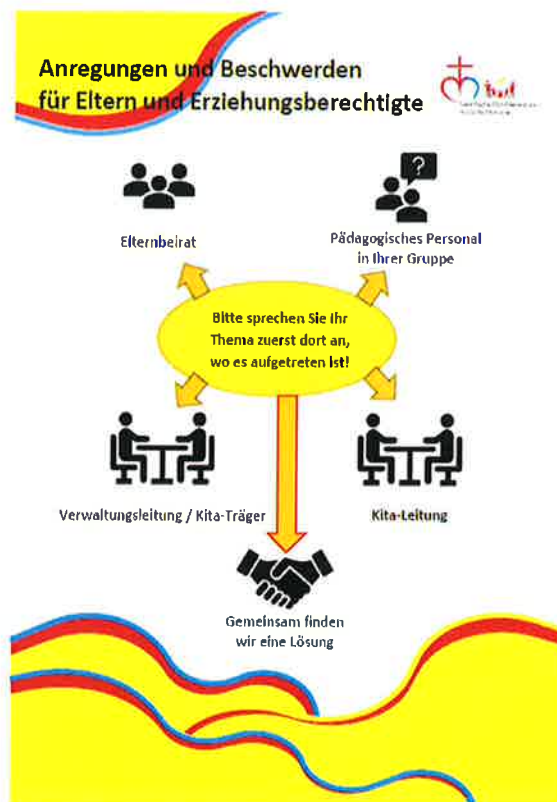 Anregungen und Beschwerden
für Eltern und Erziehungsberechtigte
Elternbeirat
Pädagogisches Personal
in Ihrer Gruppe
?
Bitte sprechen Sie Ihr
Thema zuerst dort an,
wo es aufgetreten ist!
Verwaltungsleitung / Kita-Träger
Kita-Leitung
Gemeinsam finden
wir eine Lösung